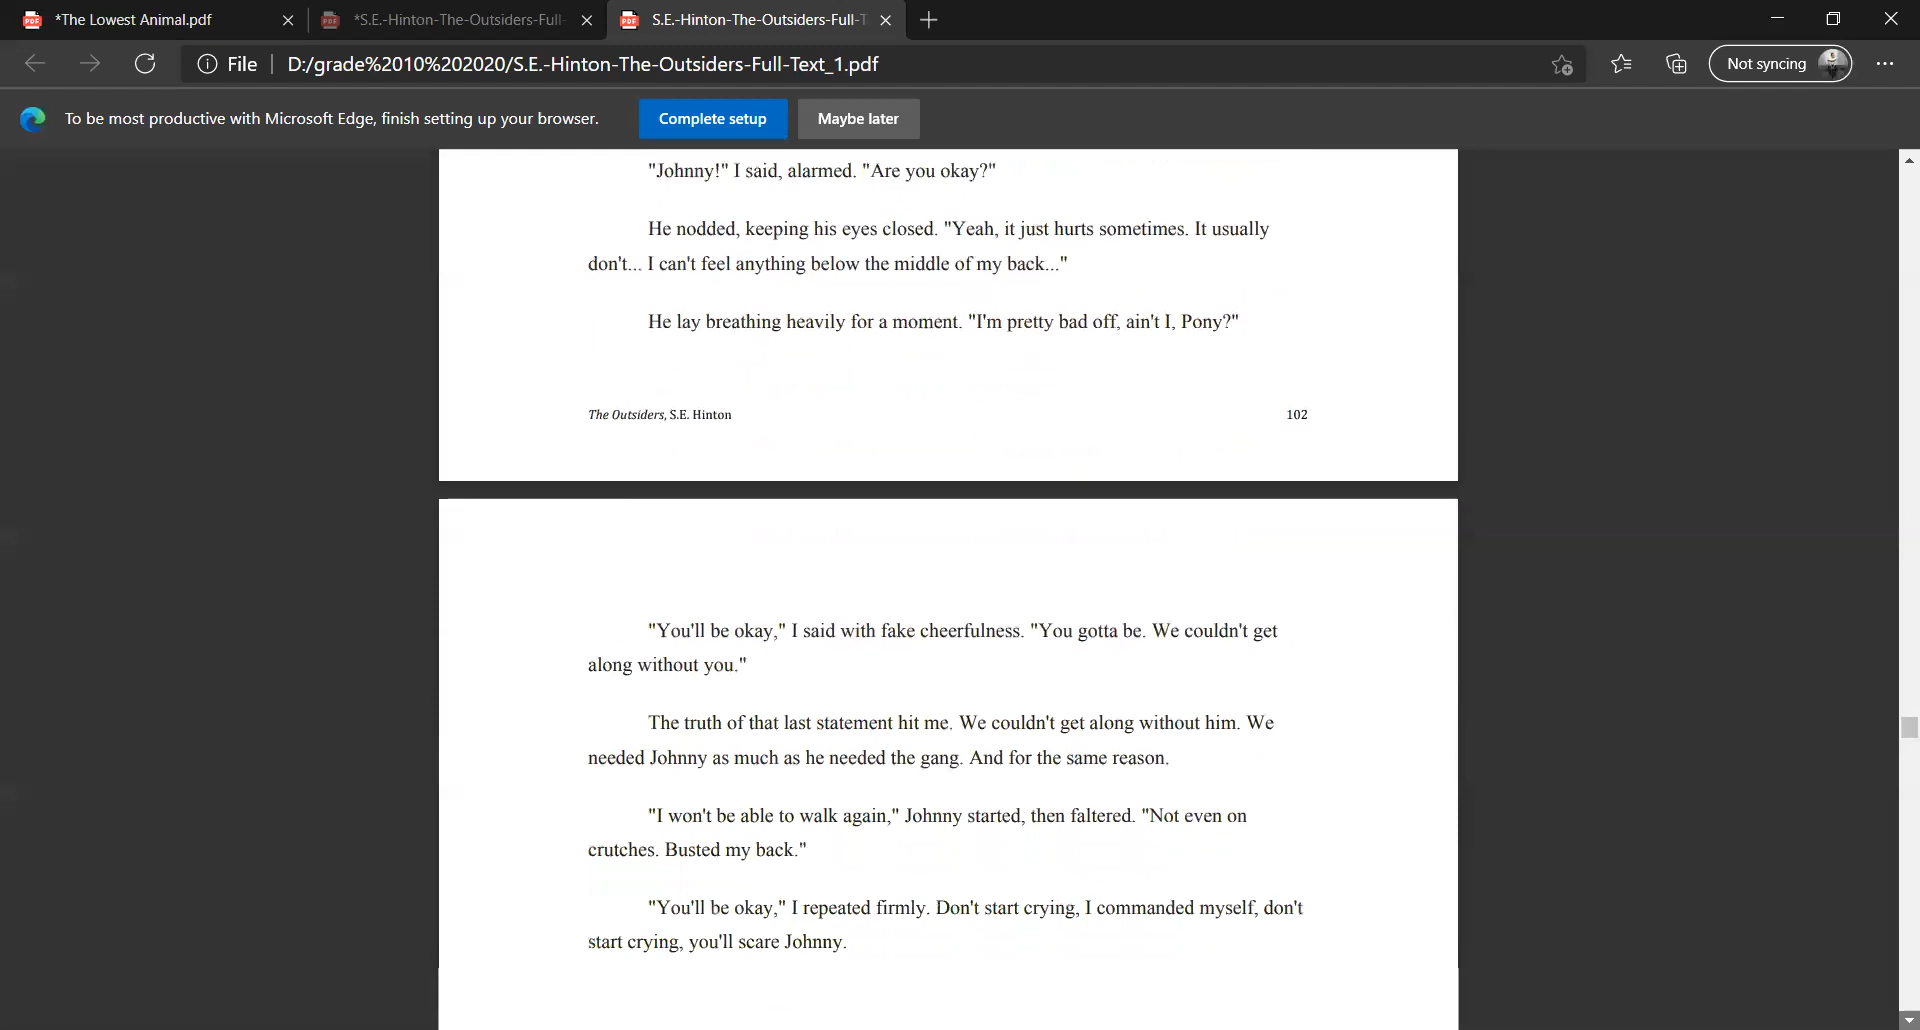 *The Lowest Animal.pdf
*S.E.-Hinton-The-Outsiders-Full-
S.E.-Hinton-The-Outsiders-Full-T
File
D:/grade%2010%202020/S.E.-Hinton-The-Outsiders-Full-Text_1.pdf
Not syncing
To be most productive with Microsoft Edge, finish setting up your browser.
Complete setup
Maybe later
"Johnny!" I said, alarmed. "Are you okay?"
He nodded, keeping his eyes closed. "Yeah, it just hurts sometimes. It usually
don't... I can't feel anything below the middle of my back..."
He lay breathing heavily for a moment. "I'm pretty bad off, ain't I, Pony?"
The Outsiders, S.E. Hinton 102
"You'll be okay," I said with fake cheerfulness. "You gotta be. We couldn't get
along without you."
The truth of that last statement hit me. We couldn't get along without him. We
needed Johnny as much as he needed the gang. And for the same reason.
"I won't be able to walk again," Johnny started, then faltered. "Not even on
crutches. Busted my back."
"You'll be okay," I repeated firmly. Don't start crying, I commanded myself, don't
start crying, you'll scare Johnny.